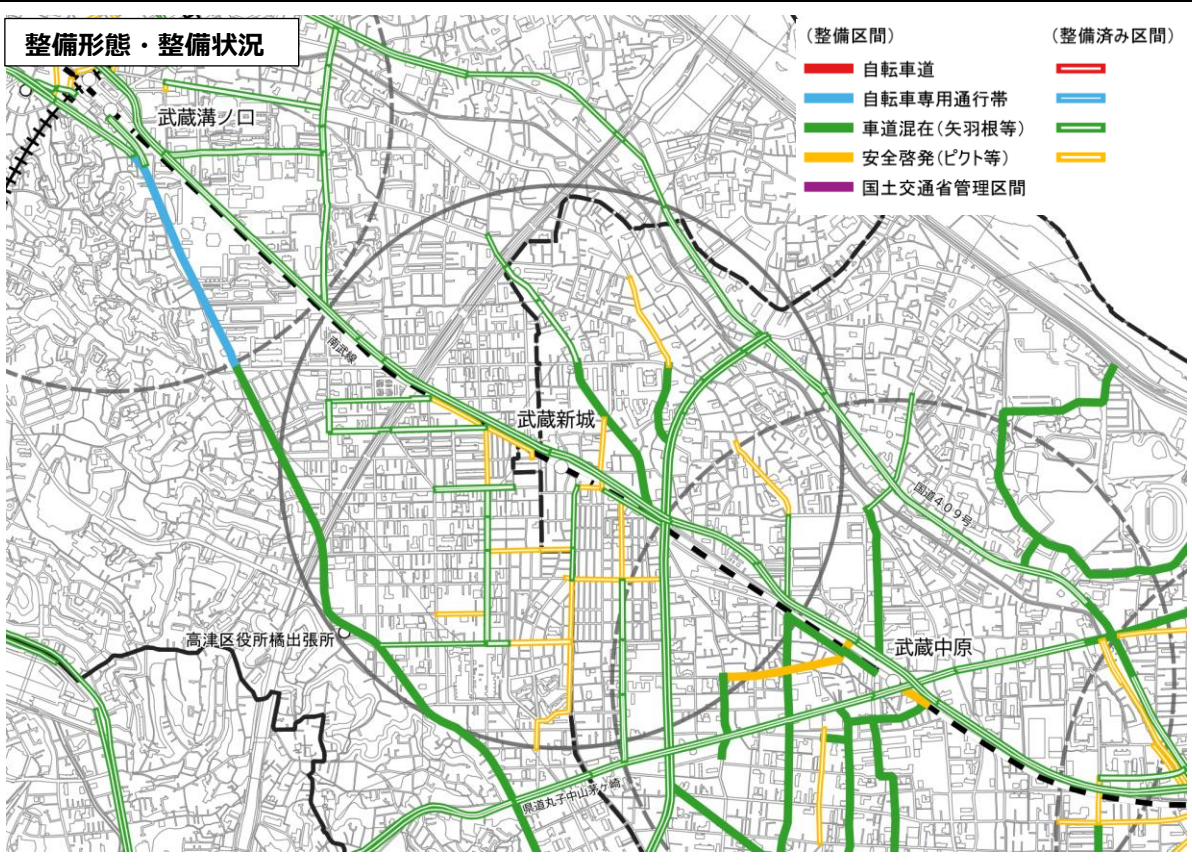 整備形態・整備状況
(整備区間)
(整備済み区間)
自転車道
自転車専用通行帯
車道混在(矢羽根等)
安全啓発(ピクト等)
国土交通省管理区間
武蔵溝ノ口
南武線
武蔵新城
国道409号
高津区役所橘出張所
武蔵中原
県道丸子中山茅ヶ崎